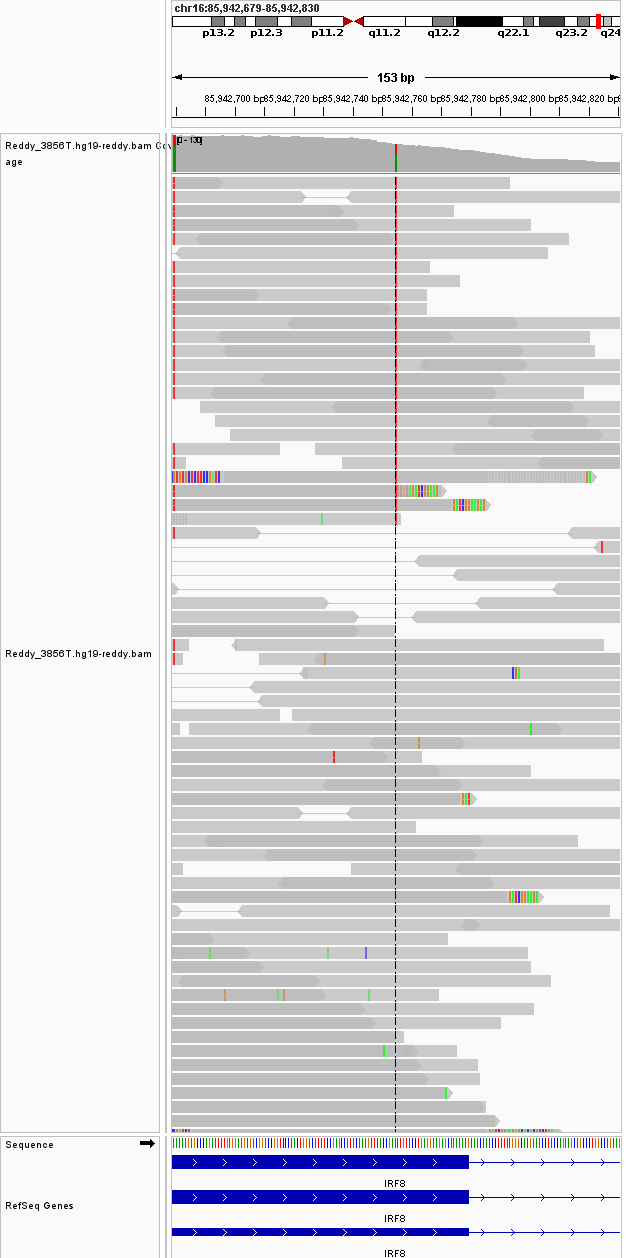 chr16:85,942,679-85,942,830
p13.2 p12.3 p11.2 q11.2 q12.2 q22.1 q23.2 q24
153 bp
85,942,700 bp 85,942,720 bp 85,942,740 bp 85,942,760 bp 85,942,780 bp 85,942,800 bp 85,942,820 bp
Reddy_3856T.hg19-reddy.bam Cov
age
[0 - 130]
Reddy_3856T.hg19-reddy.bam
Sequence
IRF8
RefSeq Genes
IRF8
IRF8